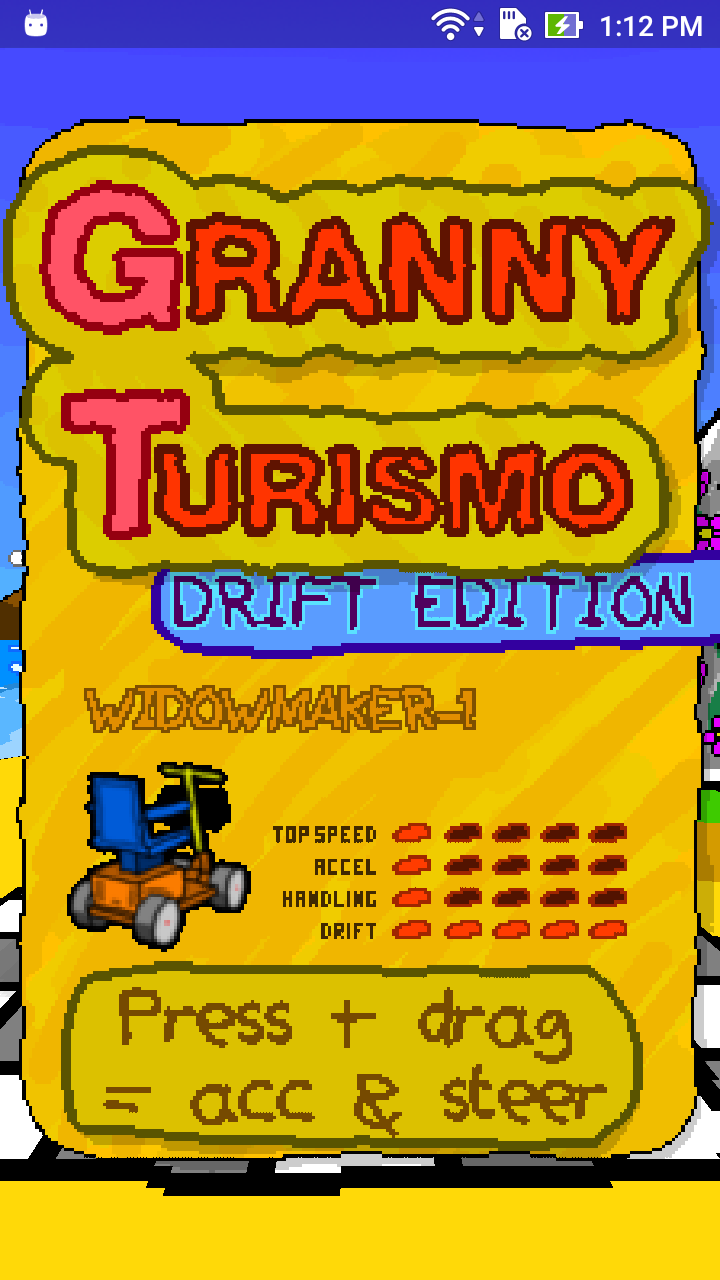 1:12 PM
GRANNY
TURISMO
DRIFT EDITION
WIDOWMAKER-1
TOP SPEED
ACCEL
HANDLING
DRIFT
Press + drag
= acc & steer